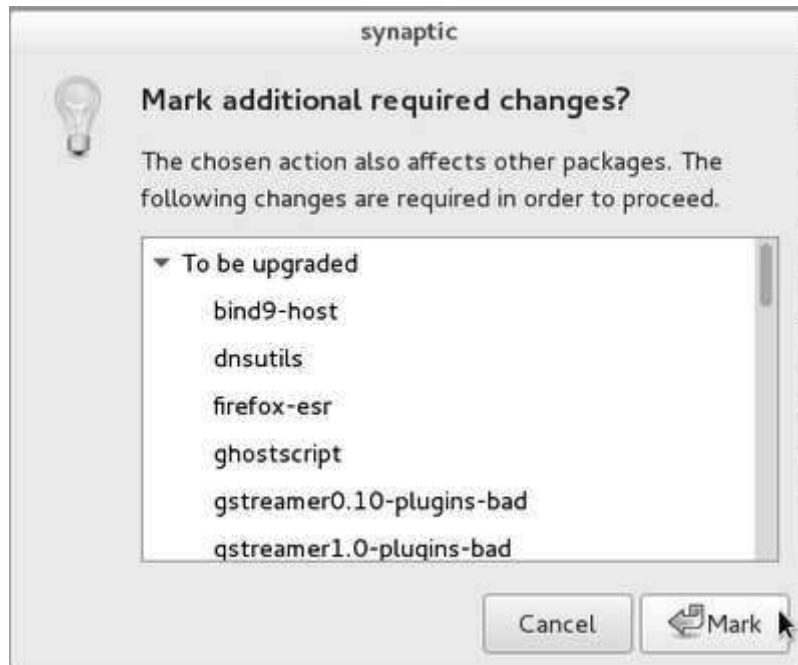 synaptic
Mark additional required changes?
The chosen action also affects other packages. The
following changes are required in order to proceed.
To be upgraded
bind9-host
dnsutils
firefox-esr
ghostscript
gstreamer0.10-plugins-bad
gstreamer1.0-plugins-bad
Cancel
Mark